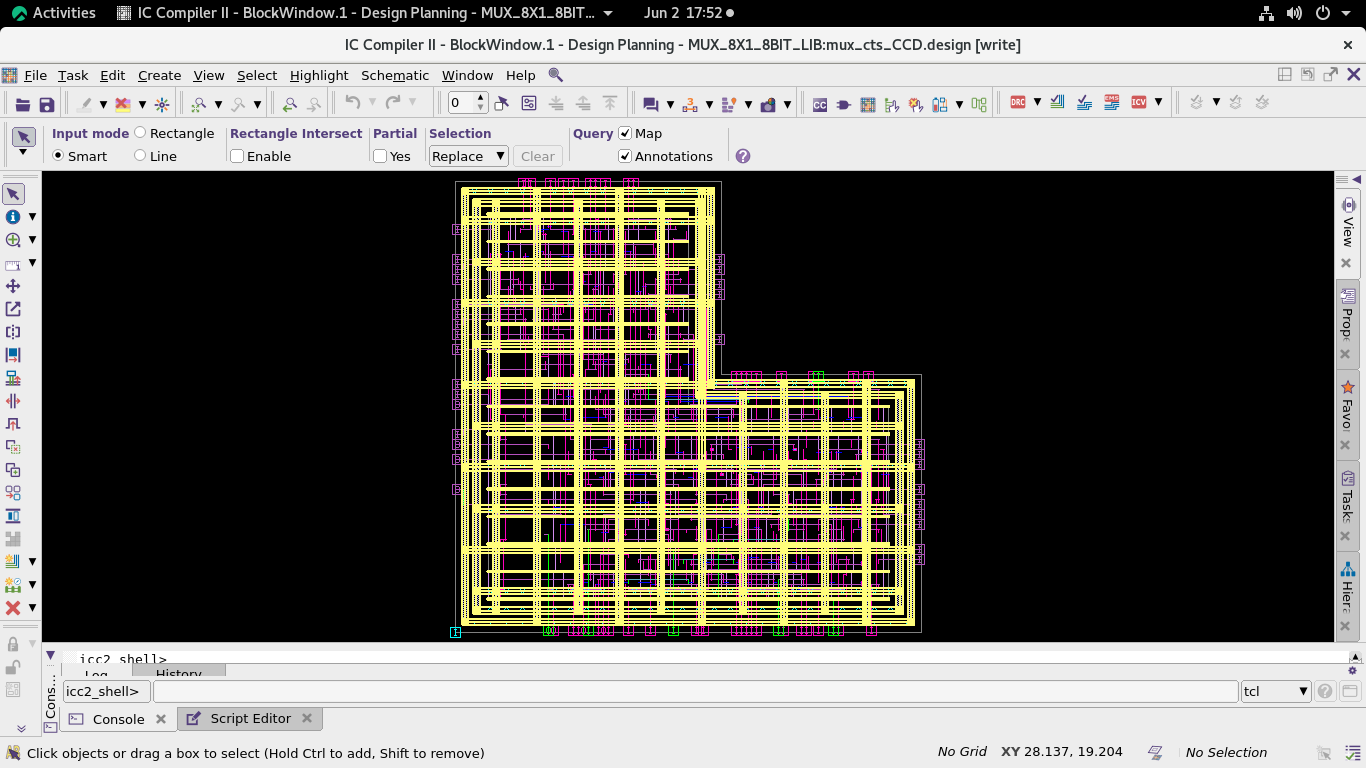 Activities
IC Compiler II - BlockWindow.1 - Design Planning - MUX_8X1_8BIT...
Jun 2 17:52
IC Compiler II - BlockWindow.1 - Design Planning - MUX_8X1_8BIT_LIB:mux_cts_CCD.design [write]
File Task Edit Create View Select Highlight Schematic Window Help
0
DRC
ICV
Input mode Rectangle
Smart Line
Rectangle Intersect
Enable
Partial
Yes
Selection
Replace Clear
Query Map
Annotations
View
Prope
Favo
Tasks
Hier
icc2_shell>
Log History
Cons...
icc2_shell>
tcl
Console Script Editor
Click objects or drag a box to select (Hold Ctrl to add, Shift to remove)
No Grid XY 28.137, 19.204 No Selection